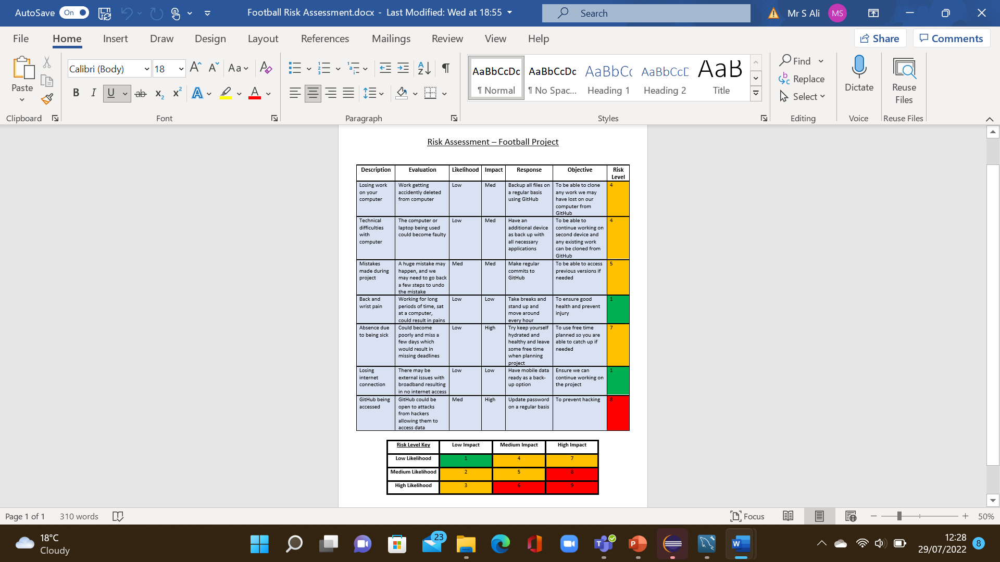 AutoSave On Football Risk Assessment.docx - Last Modified: Wed at 18:55 Search Mr S Ali MS
File Home Insert Draw Design Layout References Mailings Review View Help Share Comments
Paste
Calibri (Body) 18 Aa
B I U ab x2 x2 A A
AaBbCcDc AaBbCcDc AaBbCc AaBbCcD AaB
¶ Normal ¶ No Spac... Heading 1 Heading 2 Title
Find
Replace
Select
Dictate
Reuse
Files
Clipboard Font Paragraph Styles Editing Voice Reuse Files
Risk Assessment – Football Project
Description Evaluation Likelihood Impact Response Objective Risk
Level
Losing work Work getting Low Med Backup all files on To be able to clone 4
on your accidently deleted a regular basis any work we may
computer from computer using GitHub have lost on our
computer from
GitHub
Technical The computer or Low Med Have an To be able to 4
difficulties laptop being used additional device continue working on
with could become faulty as back up with second device and
computer all necessary any existing work
applications can be cloned from
GitHub
Mistakes A huge mistake may Med Med Make regular To be able to access 5
made during happen, and we commits to previous versions if
project may need to go back GitHub needed
a few steps to undo
the mistake
Back and Working for long Low Low Take breaks and To ensure good 1
wrist pain periods of time, sat stand up and health and prevent
at a computer, move around injury
could result in pains every hour
Absence due Could become Low High Try keep yourself To use free time 7
to being sick poorly and miss a hydrated and planned so you are
few days which healthy and leave able to catch up if
would result in some free time needed
missing deadlines when planning
project
Losing There may be Low Low Have mobile data Ensure we can 1
internet external issues with ready as a back- continue working on
connection broadband resulting up option the project
in no internet access
GitHub being GitHub could be Med High Update password To prevent hacking 8
accessed open to attacks on a regular basis
from hackers
allowing them to
access data
Risk Level Key Low Impact Medium Impact High Impact
Low Likelihood 1 4 7
Medium Likelihood 2 5 8
High Likelihood 3 6 9
Page 1 of 1 310 words Focus 50%
18°C
Cloudy
23
12:28
29/07/2022
8